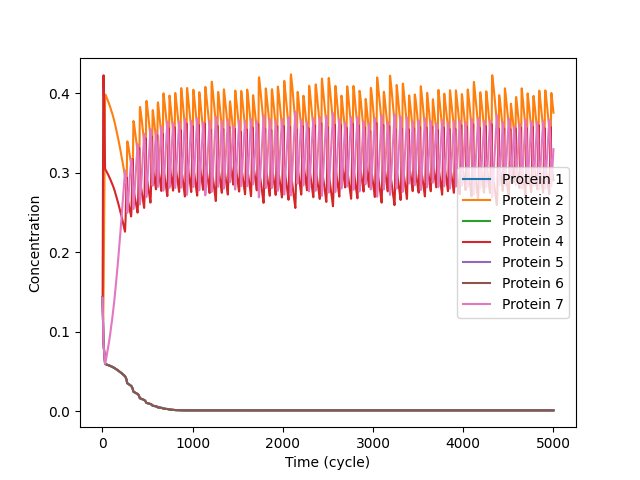 0.4
0.3
0.2
0.1
0.0
Concentration
0
1000
2000
3000
4000
5000
Time (cycle)
Protein 1
Protein 2
Protein 3
Protein 4
Protein 5
Protein 6
Protein 7